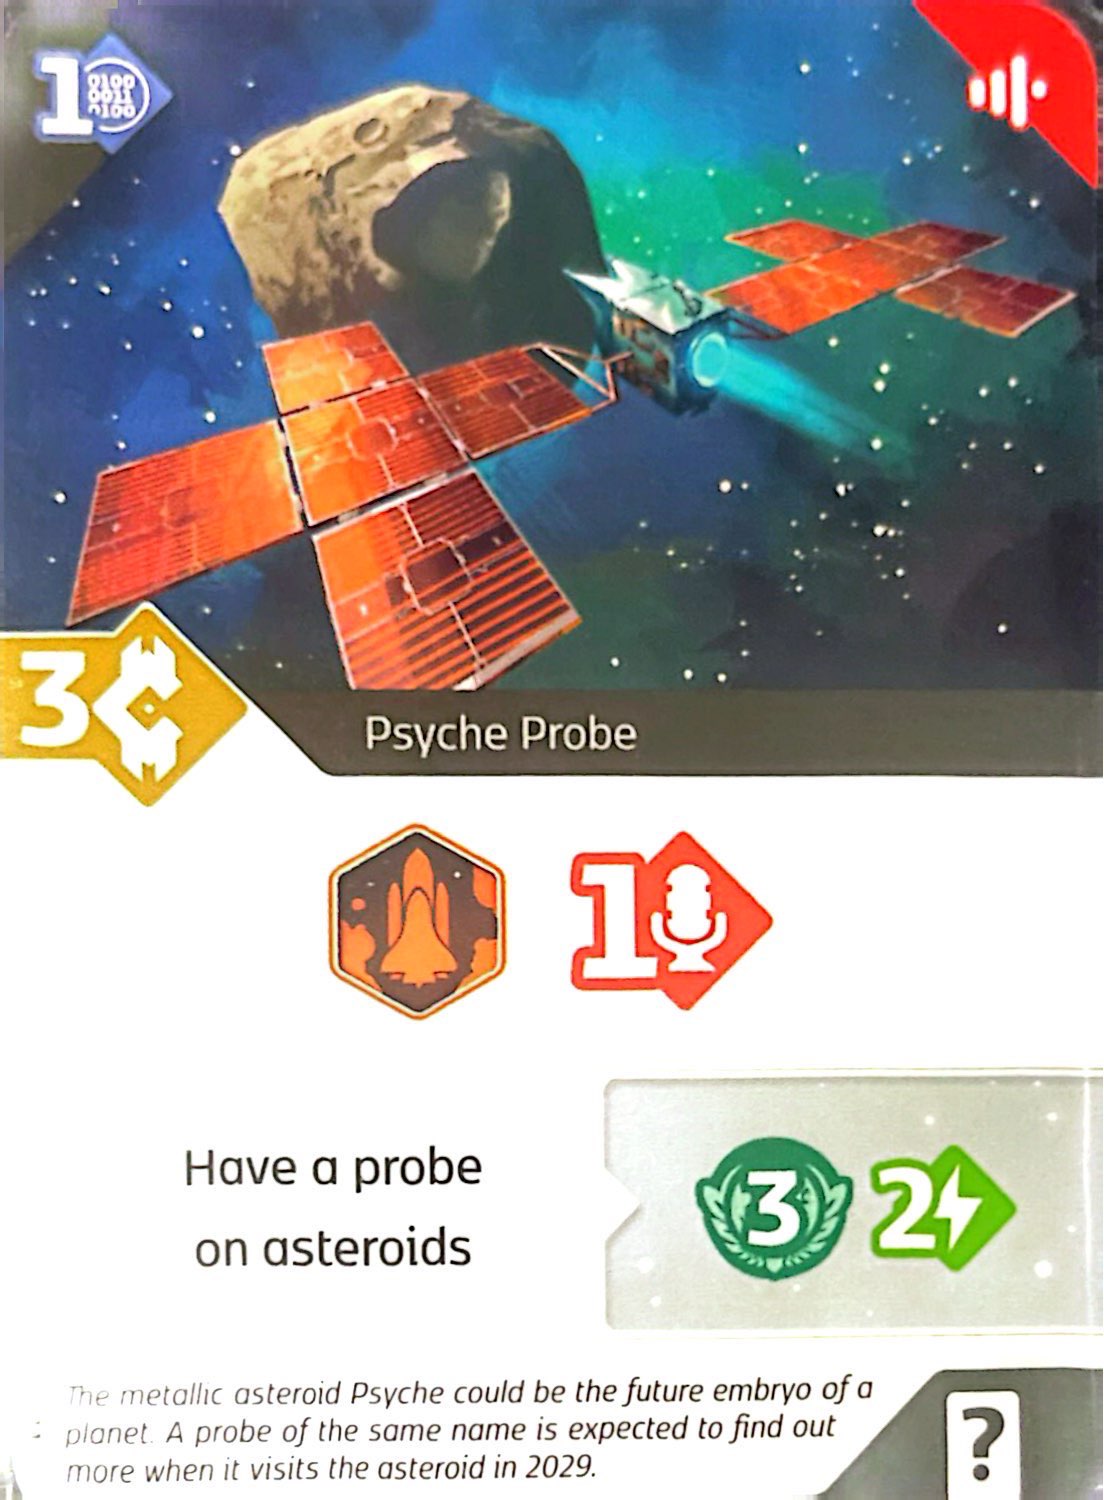 1
0100
0011
0100
3
Psyche Probe
1
Have a probe
on asteroids
3 2
The metallic asteroid Psyche could be the future embryo of a
planet. A probe of the same name is expected to find out
more when it visits the asteroid in 2029.
?